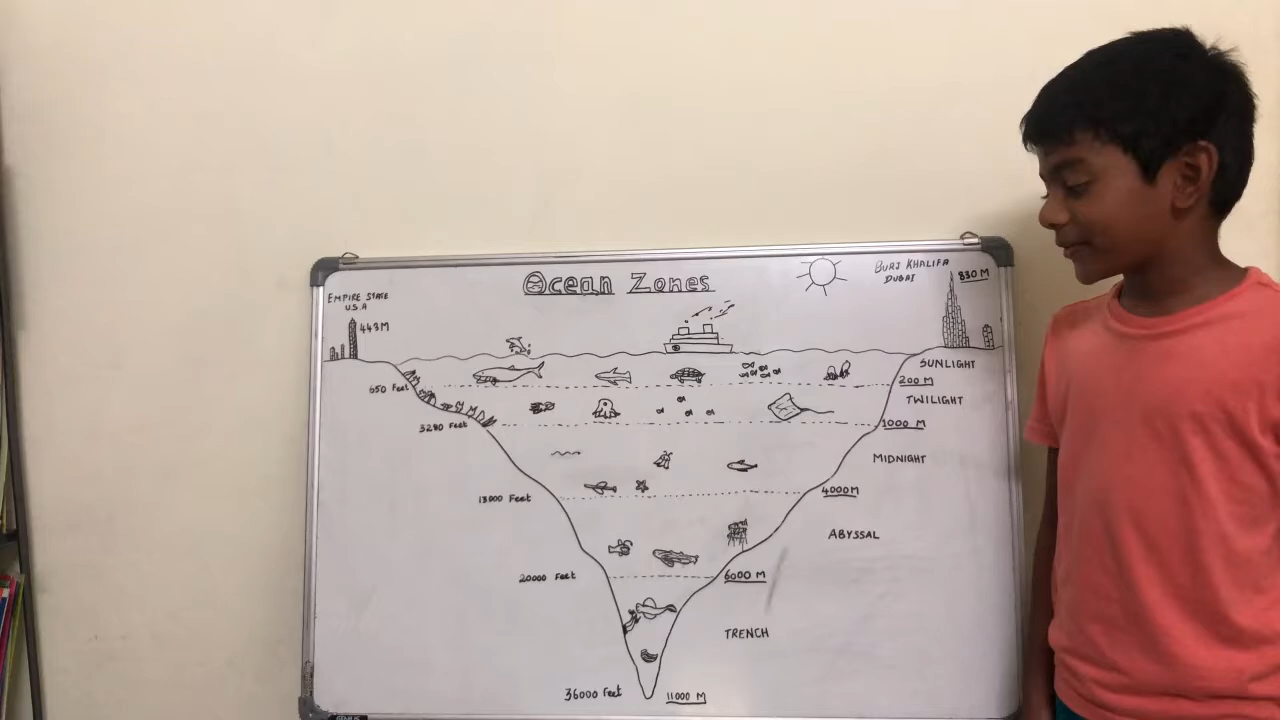 Ocean Zones
EMPIRE STATE
U.S.A
443M
BURJ KHALIFA
DUBAI
830 M
SUNLIGHT
650 Feet
200 M
TWILIGHT
3280 Feet
1000 M
MIDNIGHT
13000 Feet
4000M
ABYSSAL
20000 Feet
6000 M
TRENCH
36000 Feet
11000 M